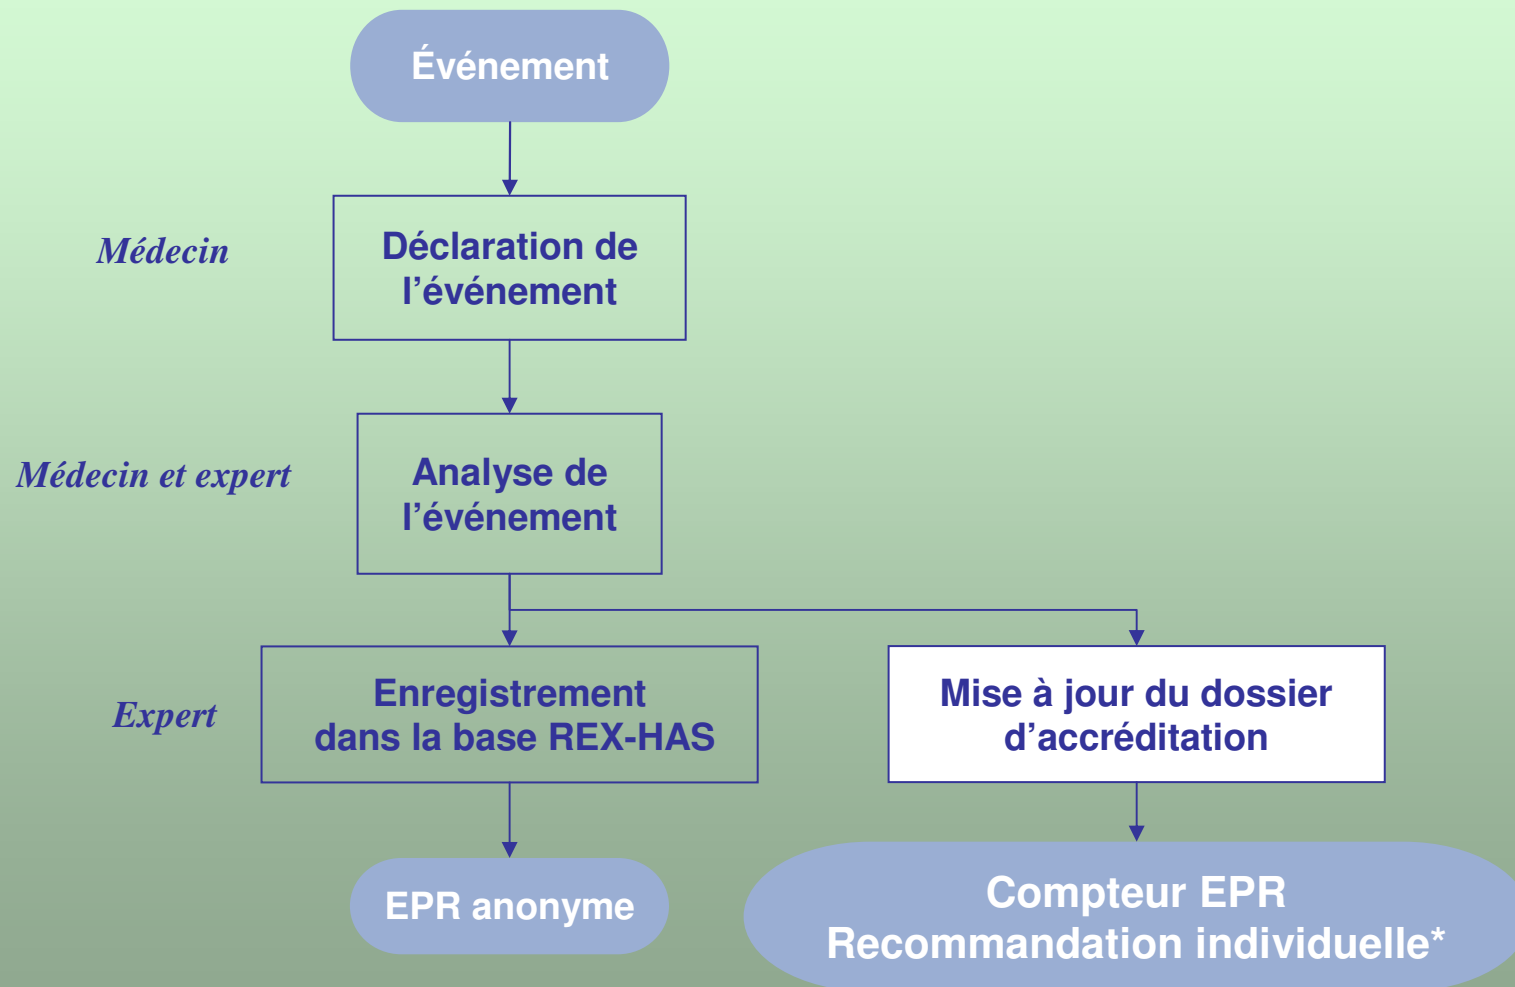 Événement
Médecin
Déclaration de
l’événement
Médecin et expert
Analyse de
l’événement
Expert
Enregistrement
dans la base REX-HAS
Mise à jour du dossier
d’accréditation
EPR anonyme
Compteur EPR
Recommandation individuelle*